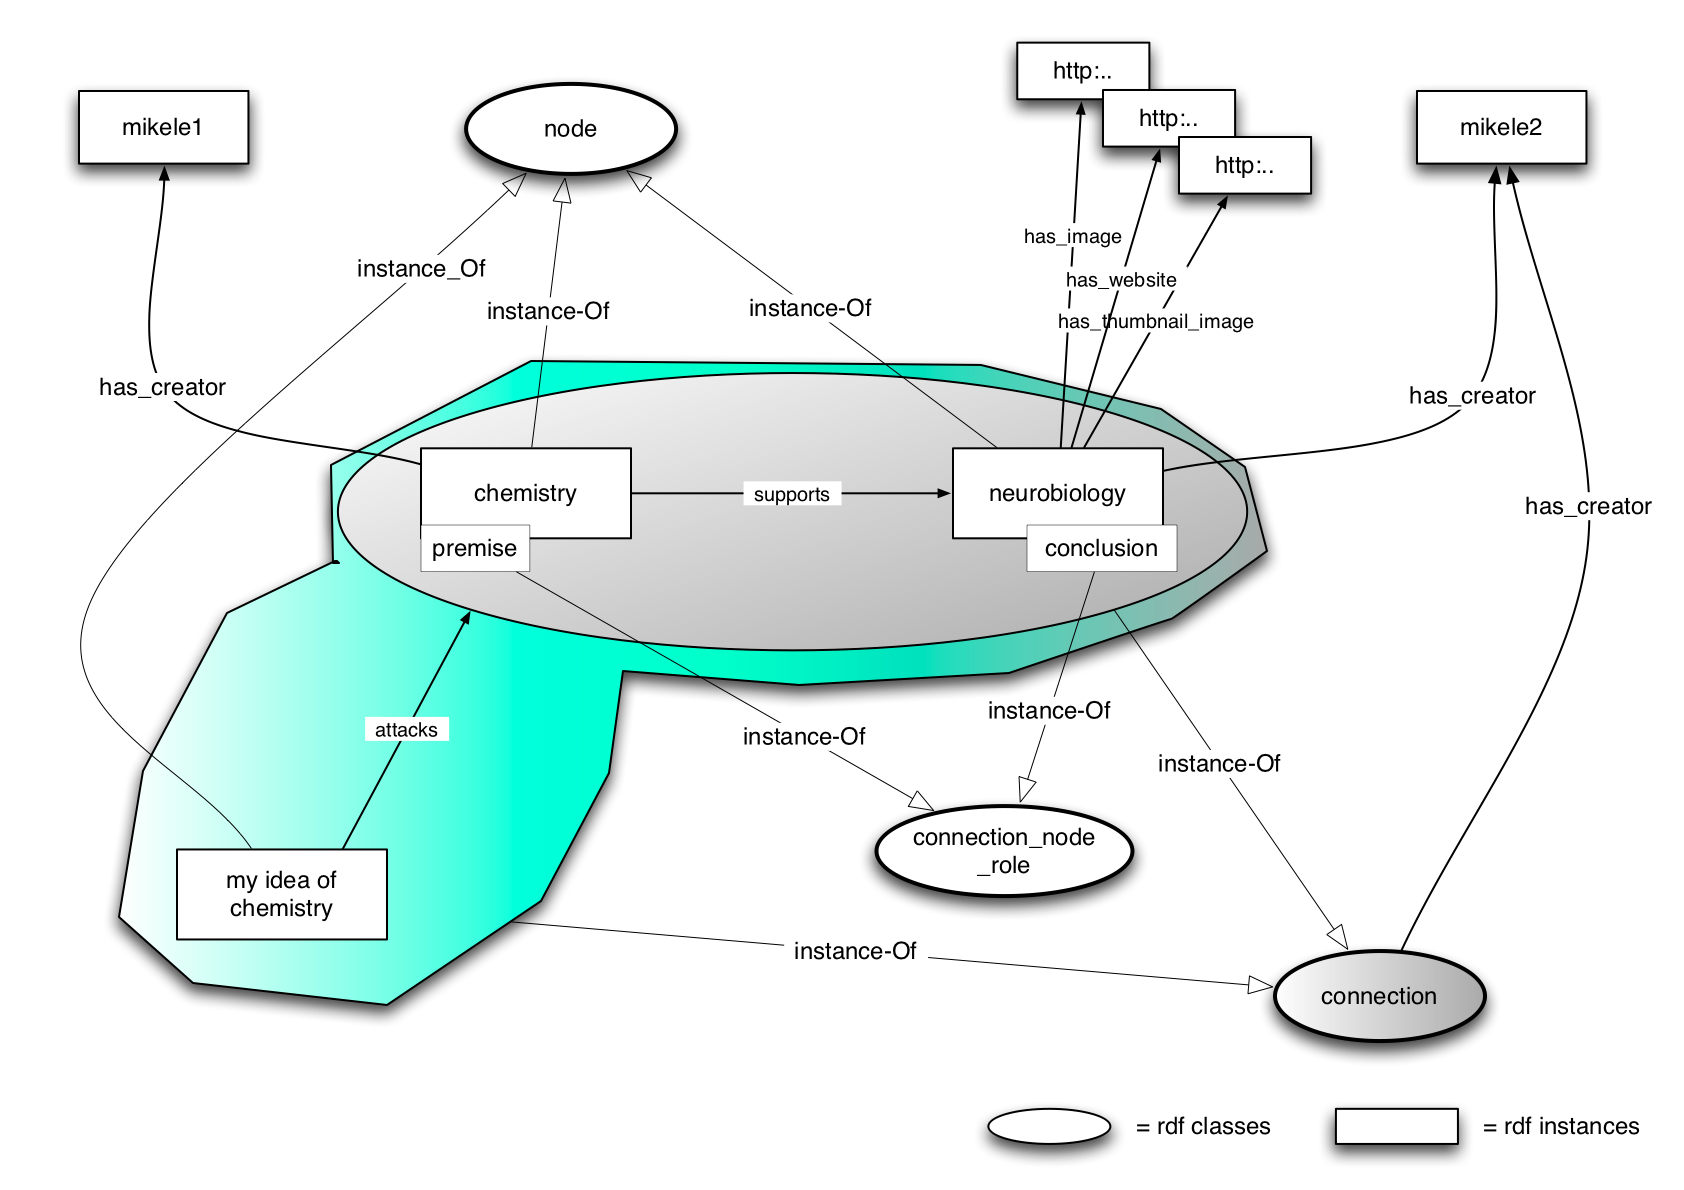 http:..
mikele1
node
http:..
mikele2
http:..
has_image
instance_Of
has_website
instance-Of
instance-Of
has_thumbnail_image
has_creator
has_creator
chemistry
supports
neurobiology
has_creator
premise
conclusion
instance-Of
attacks
instance-Of
instance-Of
connection_node
_role
my idea of
chemistry
instance-Of
connection
= rdf classes
= rdf instances